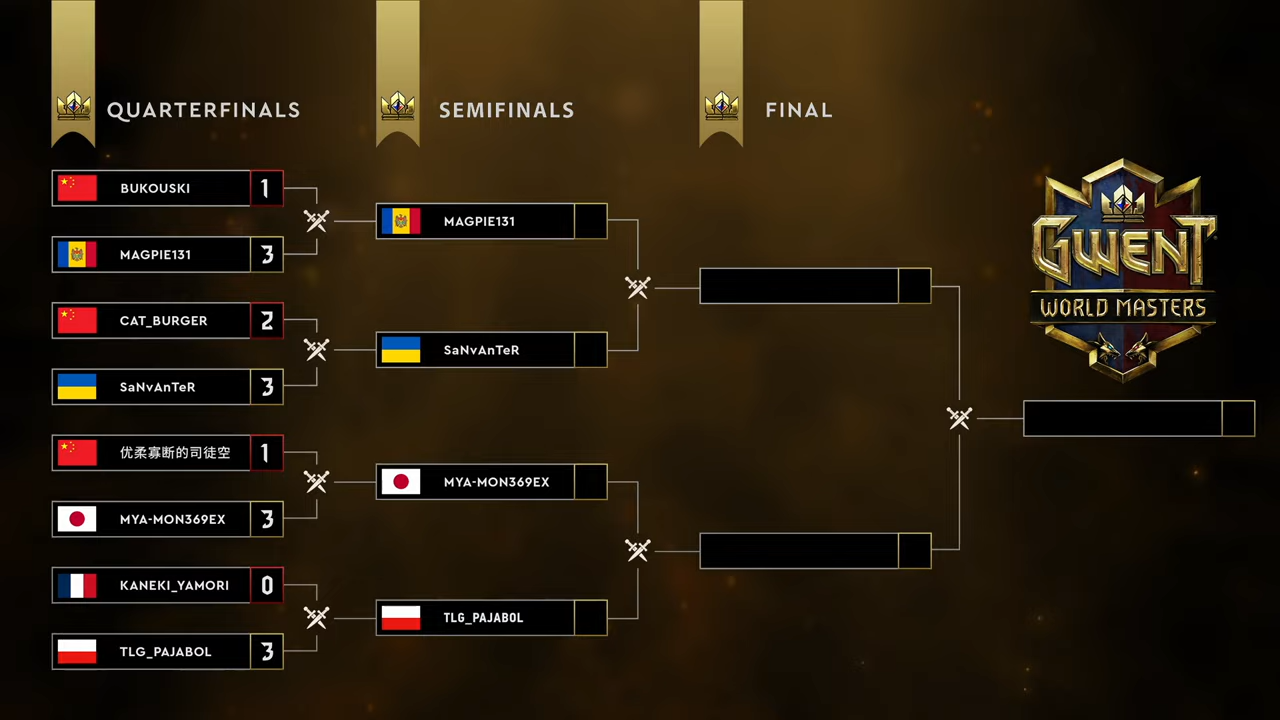 QUARTERFINALS
SEMIFINALS
FINAL
BUKOUSKI 1
MAGPIE131 3
CAT_BURGER 2
SaNvAnTeR 3
优柔寡断的司徒空 1
MYA-MON369EX 3
KANEKI_YAMORI 0
TLG_PAJABOL 3
MAGPIE131
SaNvAnTeR
MYA-MON369EX
TLG_PAJABOL
GWENT
WORLD MASTERS